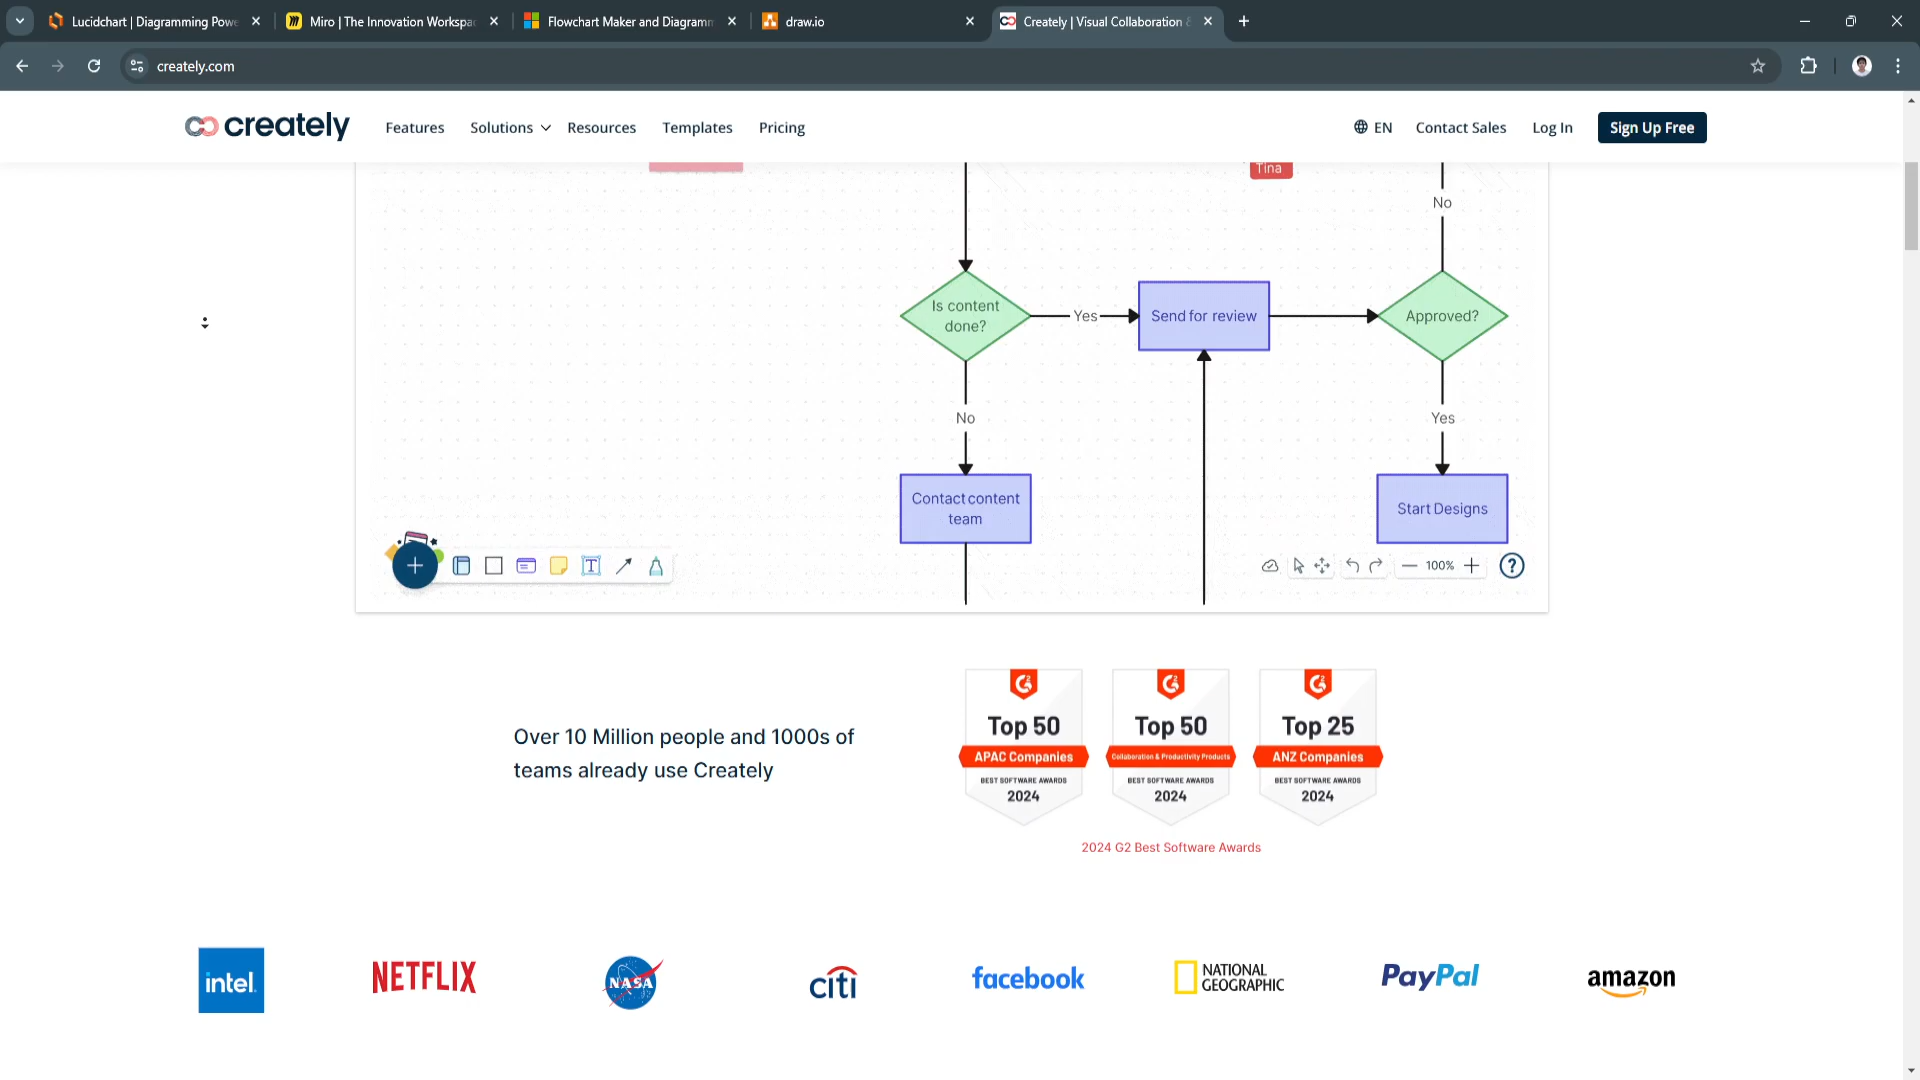 Lucidchart | Diagramming Powe
Miro | The Innovation Workspac
Flowchart Maker and Diagramm
draw.io
Creately | Visual Collaboration &
creately.com
creately
Features
Solutions
Resources
Templates
Pricing
EN
Contact Sales
Log In
Sign Up Free
Tina
No
Is content
done?
Yes
Send for review
Approved?
No
Yes
Contact content
team
Start Designs
T
100%
?
Over 10 Million people and 1000s of
teams already use Creately
Top 50
APAC Companies
BEST SOFTWARE AWARDS
2024
Top 50
Collaboration & Productivity Products
BEST SOFTWARE AWARDS
2024
Top 25
ANZ Companies
BEST SOFTWARE AWARDS
2024
2024 G2 Best Software Awards
intel.
NETFLIX
NASA
citi
facebook
NATIONAL
GEOGRAPHIC
PayPal
amazon